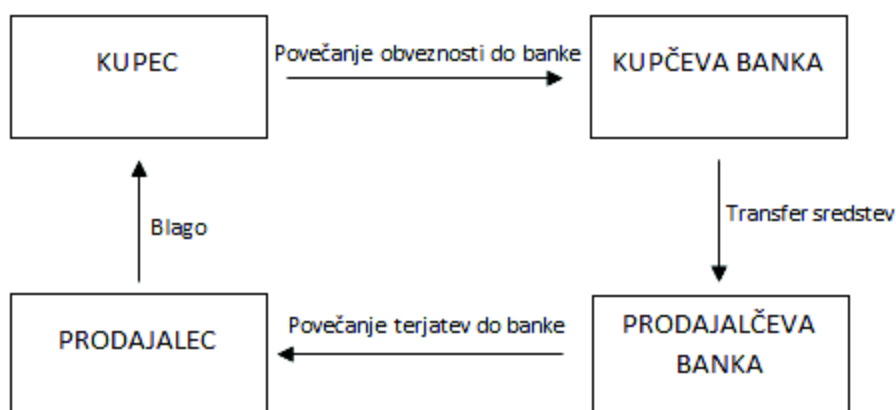 KUPEC
Povečanje obveznosti do banke
KUPČEVA BANKA
Blago
Transfer sredstev
PRODAJALEC
Povečanje terjatev do banke
PRODAJALČEVA
BANKA